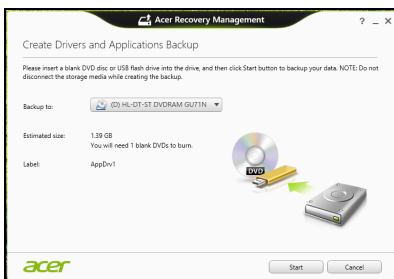 Acer Recovery Management
? _ X
Create Drivers and Applications Backup
Please insert a blank DVD disc or USB flash drive into the drive, and then click Start button to backup your data. NOTE: Do not
disconnect the storage media while creating the backup.
Backup to: (D) HL-DT-ST DVDRAM GU71N
Estimated size: 1.39 GB
You will need 1 blank DVDs to burn.
Label: AppDrv1
DVD
acer Start Cancel